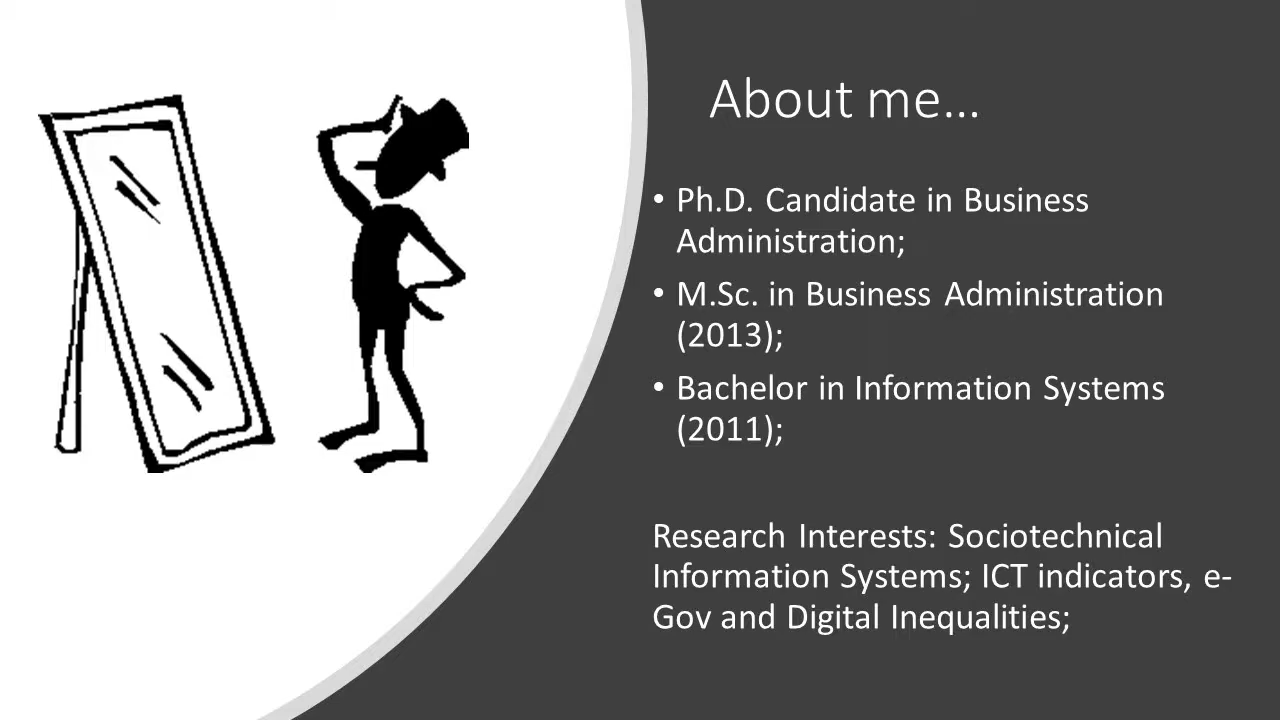 About me...
• Ph.D. Candidate in Business
Administration;
• M.Sc. in Business Administration
(2013);
• Bachelor in Information Systems
(2011);
Research Interests: Sociotechnical
Information Systems; ICT indicators, e-
Gov and Digital Inequalities;